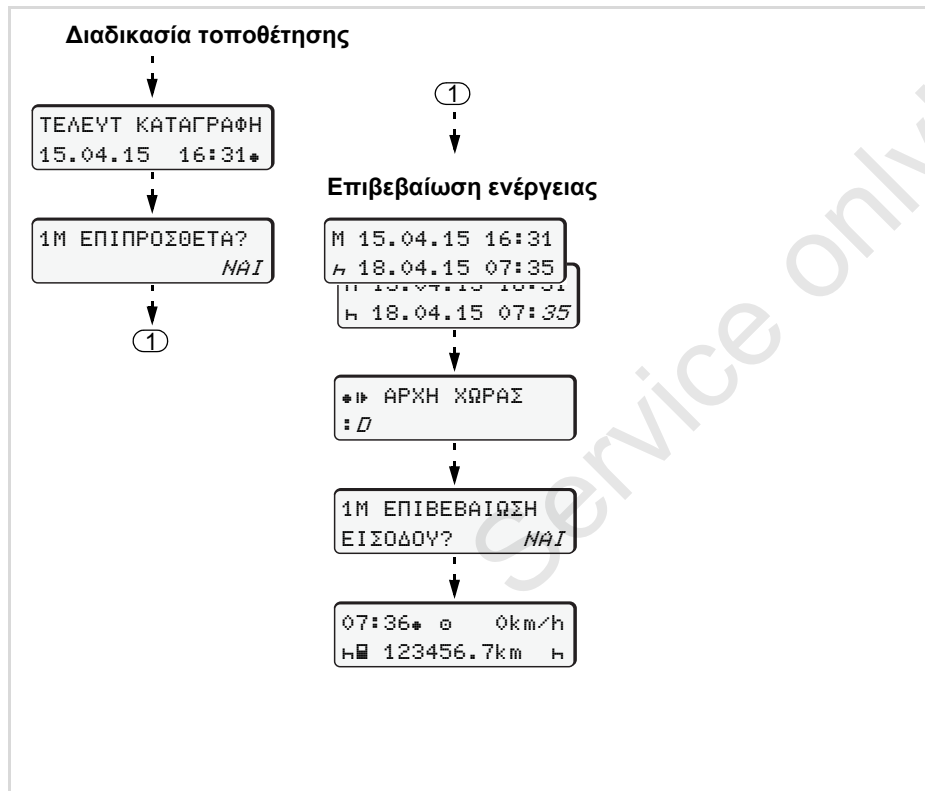 Διαδικασία τοποθέτησης
ΤΕΛΕΥΤ ΚΑΤΑΓΡΑΦΗ
15.04.15 16:31
1Μ ΕΠΙΠΡΟΣΘΕΤΑ?
ΝΑΙ
1
1
Επιβεβαίωση ενέργειας
Μ 15.04.15 16:31
18.04.15 07:35
18.04.15 07:35
ΑΡΧΗ ΧΩΡΑΣ
:D
1Μ ΕΠΙΒΕΒΑΙΩΣΗ
ΕΙΣΟΔΟΥ? ΝΑΙ
07:36 0km/h
123456.7km
Service only